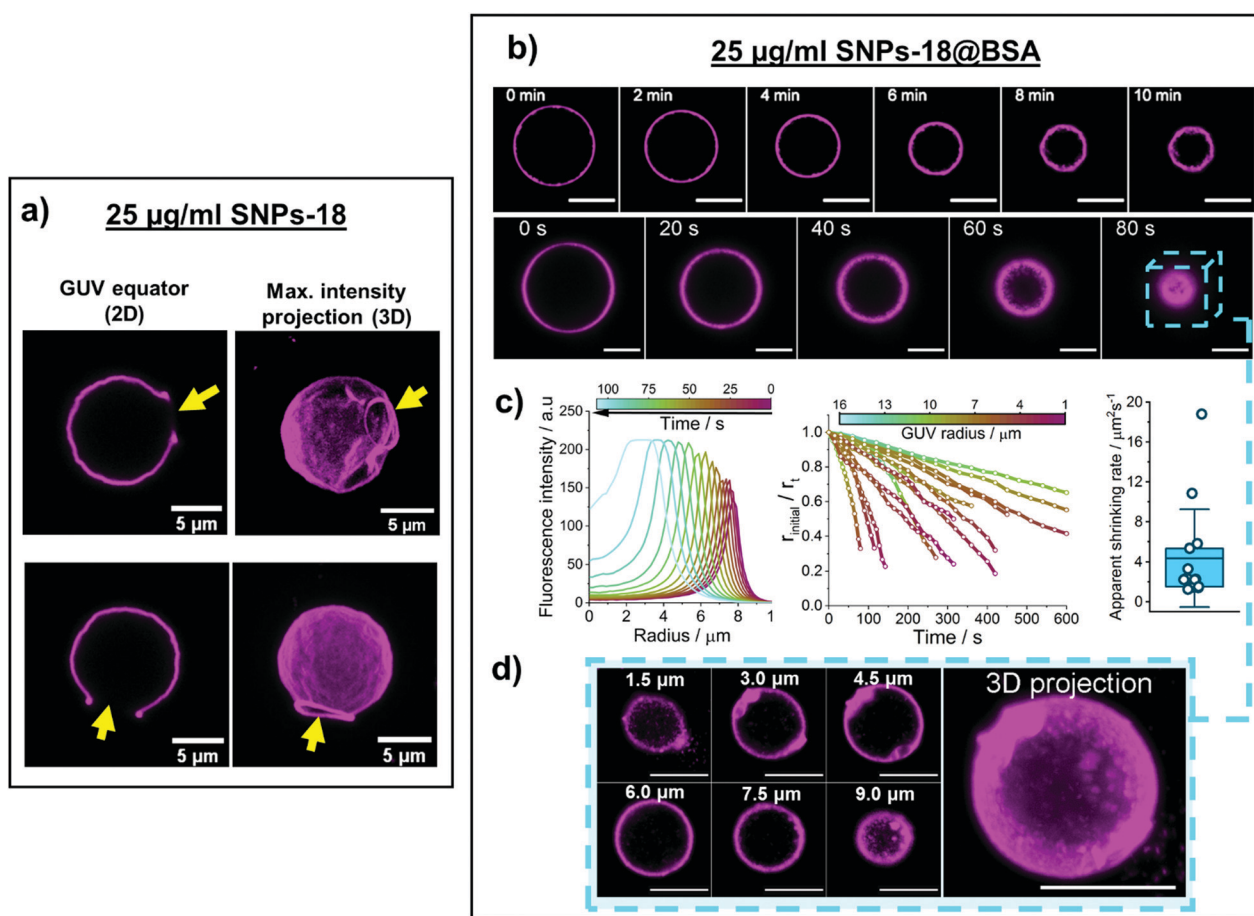 a)
25 µg/ml SNPs-18
GUV equator
(2D)
Max. intensity
projection (3D)
5 µm
5 µm
5 µm
5 µm
b)
25 µg/ml SNPs-18@BSA
0 min
2 min
4 min
6 min
8 min
10 min
0 s
20 s
40 s
60 s
80 s
c)
100 75 50 25 0
Time / s
Fluorescence intensity / a.u
250
200
150
100
50
0
0 2 4 6 8 1
Radius / µm
16 13 10 7 4 1
GUV radius / µm
r initial / r t
1.0
0.8
0.6
0.4
0.2
0.0
0 100 200 300 400 500 600
Time / s
Apparent shrinking rate / µm²s⁻¹
20
16
12
8
4
0
d)
1.5 µm
3.0 µm
4.5 µm
6.0 µm
7.5 µm
9.0 µm
3D projection